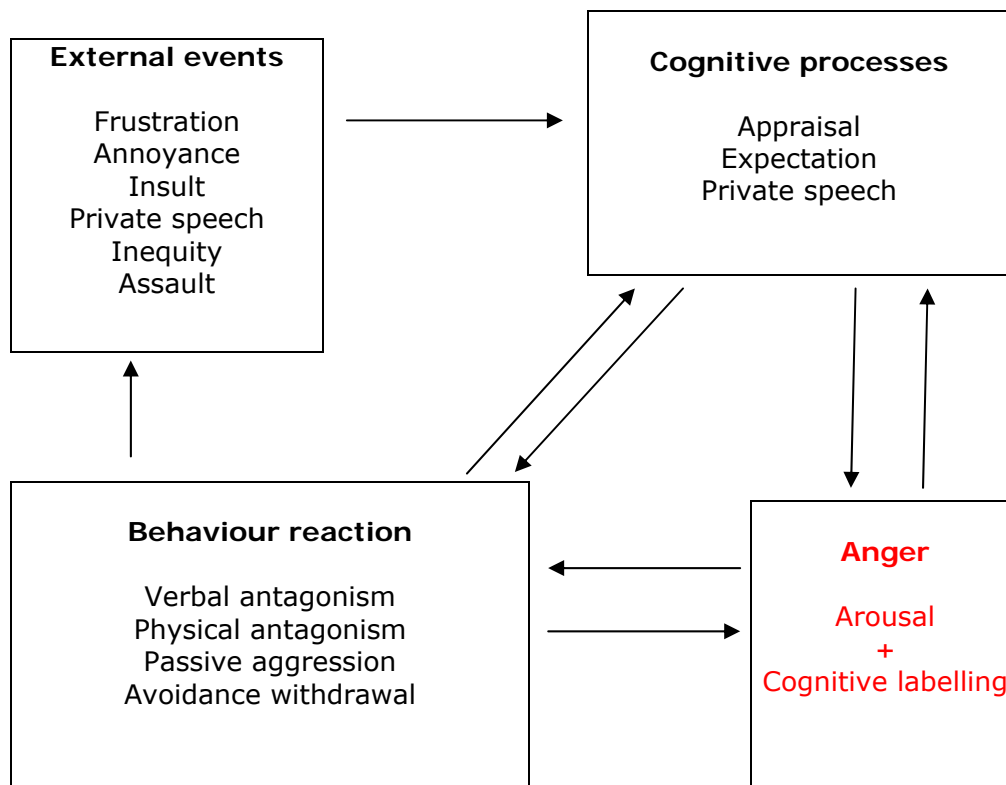 External events
Frustration
Annoyance
Insult
Private speech
Inequity
Assault
Cognitive processes
Appraisal
Expectation
Private speech
Behaviour reaction
Verbal antagonism
Physical antagonism
Passive aggression
Avoidance withdrawal
Anger
Arousal
+
Cognitive labelling